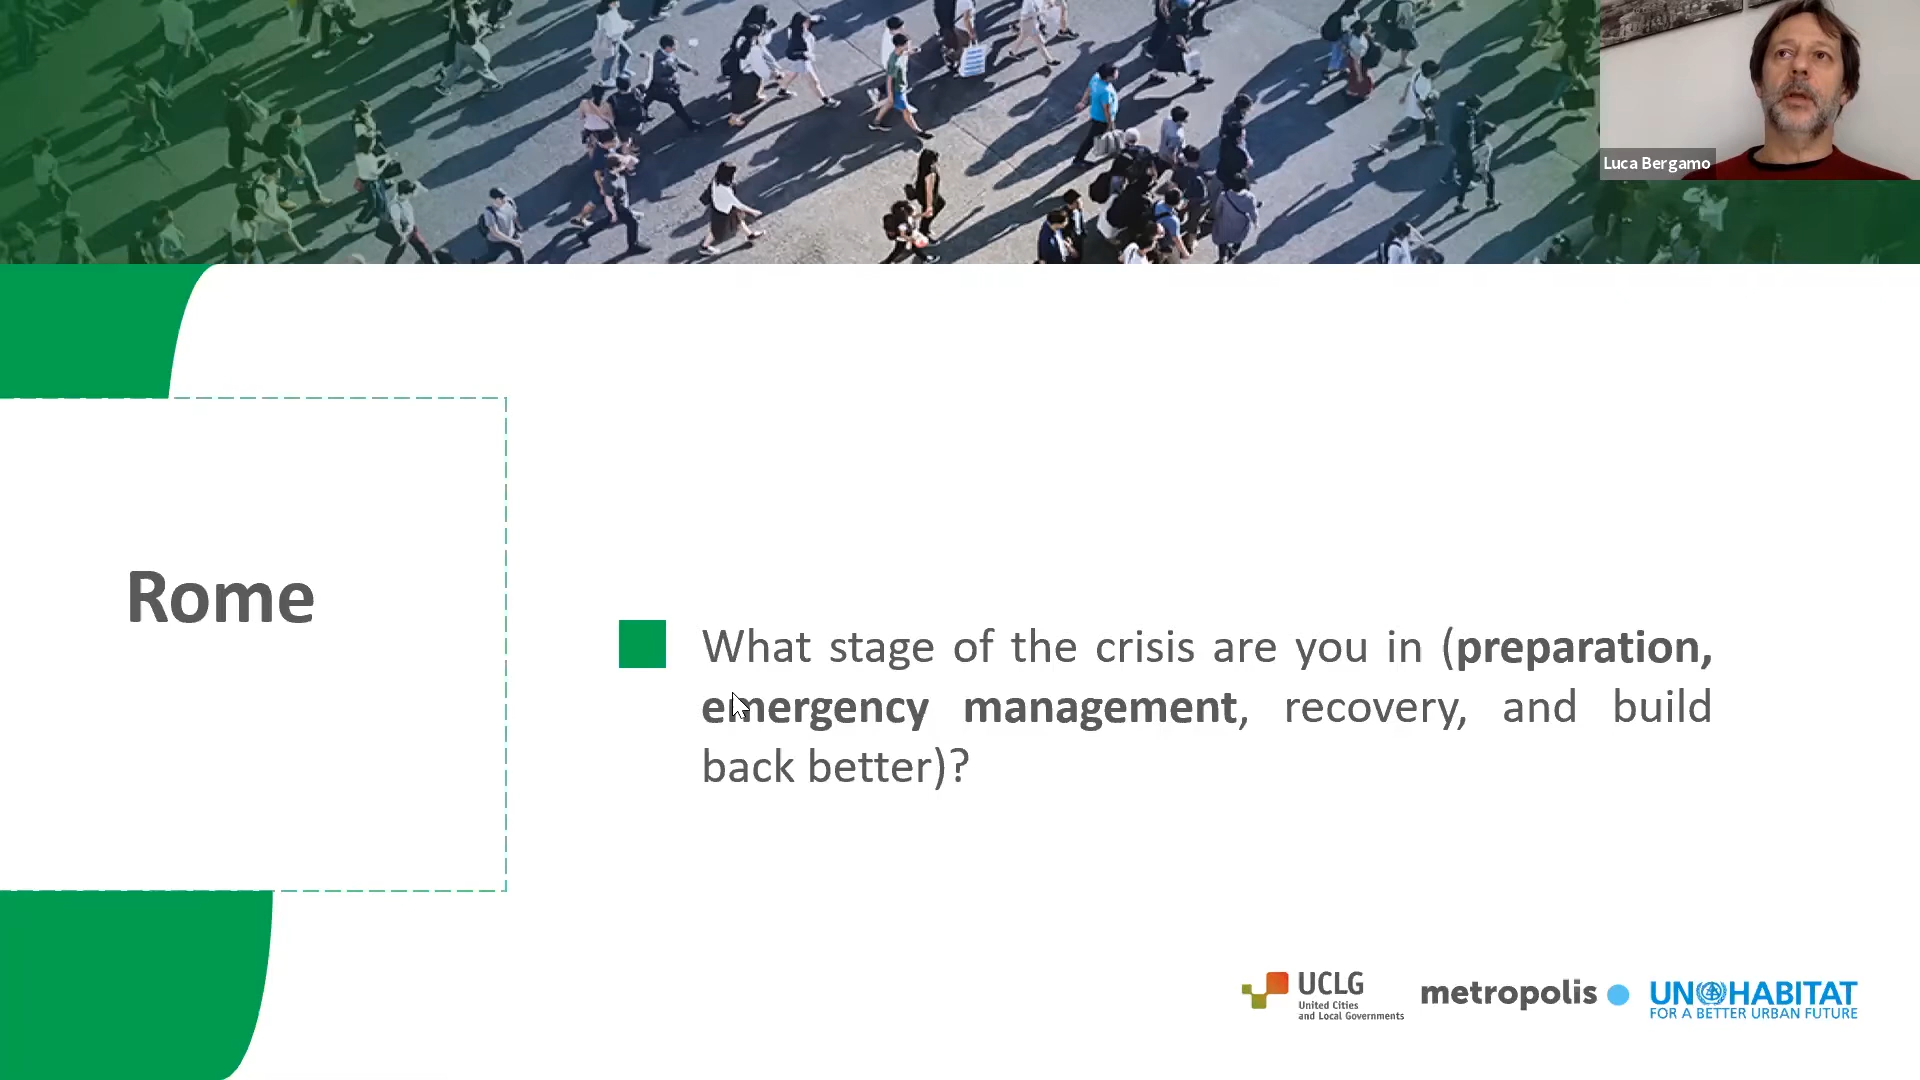 Luca Bergamo
Rome
What stage of the crisis are you in (preparation,
emergency management, recovery, and build
back better)?
UCLG
United Cities
and Local Governments
metropolis
UN HABITAT
FOR A BETTER URBAN FUTURE